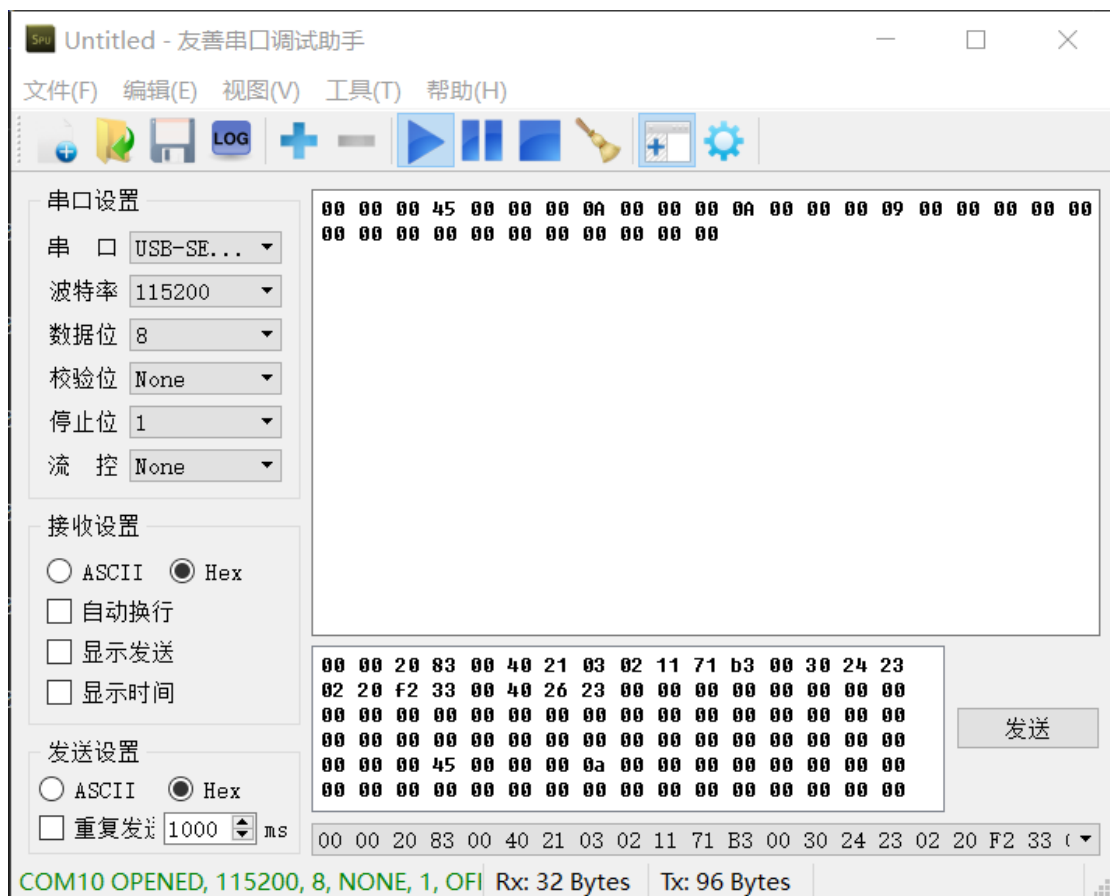 Spu Untitled - 友善串口调试助手
文件(F) 编辑(E) 视图(V) 工具(T) 帮助(H)
LOG
串口设置
串 口 USB-SE...
波特率 115200
数据位 8
校验位 None
停止位 1
流 控 None
接收设置
ASCII Hex
自动换行
显示发送
显示时间
发送设置
ASCII Hex
重复发送 1000 ms
00 00 00 45 00 00 00 0A 00 00 00 0A 00 00 00 09 00 00 00 00 00
00 00 00 00 00 00 00 00 00 00 00
00 00 20 83 00 40 21 03 02 11 71 b3 00 30 24 23
02 20 f2 33 00 40 26 23 00 00 00 00 00 00 00 00
00 00 00 00 00 00 00 00 00 00 00 00 00 00 00 00
00 00 00 00 00 00 00 00 00 00 00 00 00 00 00 00
00 00 00 45 00 00 00 0a 00 00 00 00 00 00 00 00
00 00 00 00 00 00 00 00 00 00 00 00 00 00 00 00
发送
00 00 20 83 00 40 21 03 02 11 71 B3 00 30 24 23 02 20 F2 33
COM10 OPENED, 115200, 8, NONE, 1, OFF Rx: 32 Bytes Tx: 96 Bytes